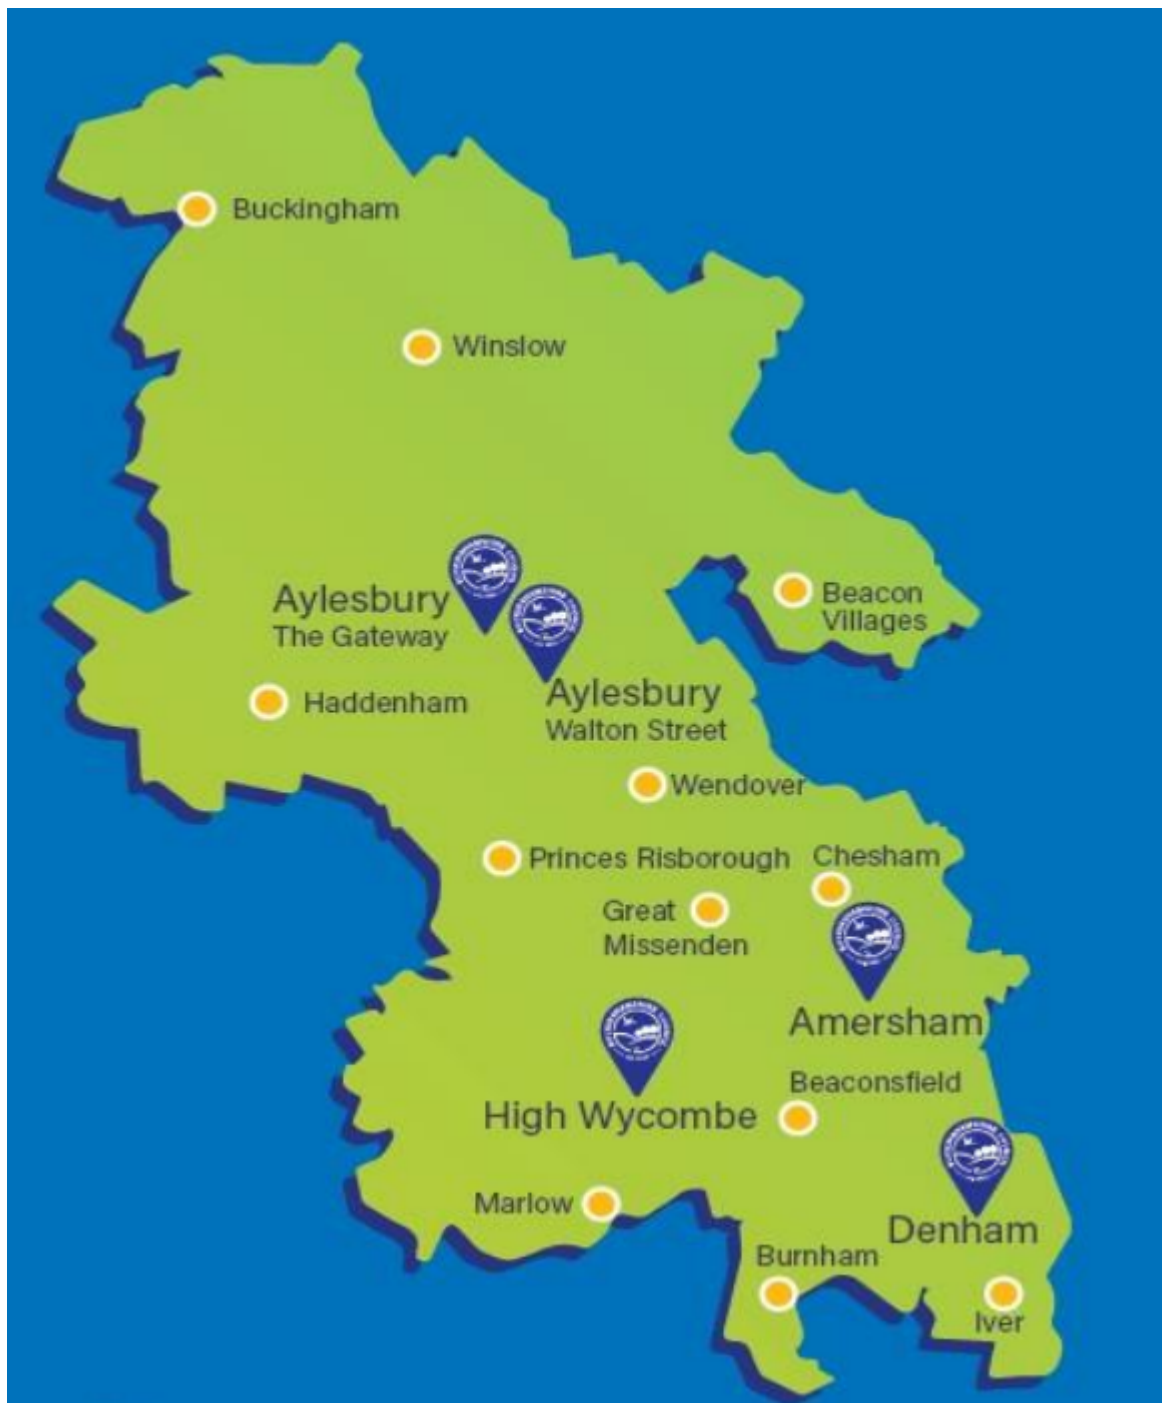 Buckingham
Winslow
Aylesbury
The Gateway
Beacon
Villages
Aylesbury
Walton Street
Haddenham
Wendover
Princes Risborough
Chesham
Great
Missenden
Amersham
Beaconsfield
High Wycombe
Marlow
Denham
Burnham
Iver